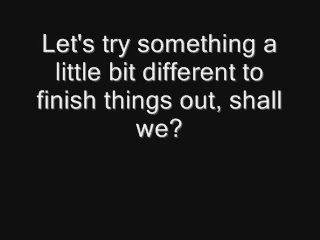 Let's try something a
little bit different to
finish things out, shall
we?